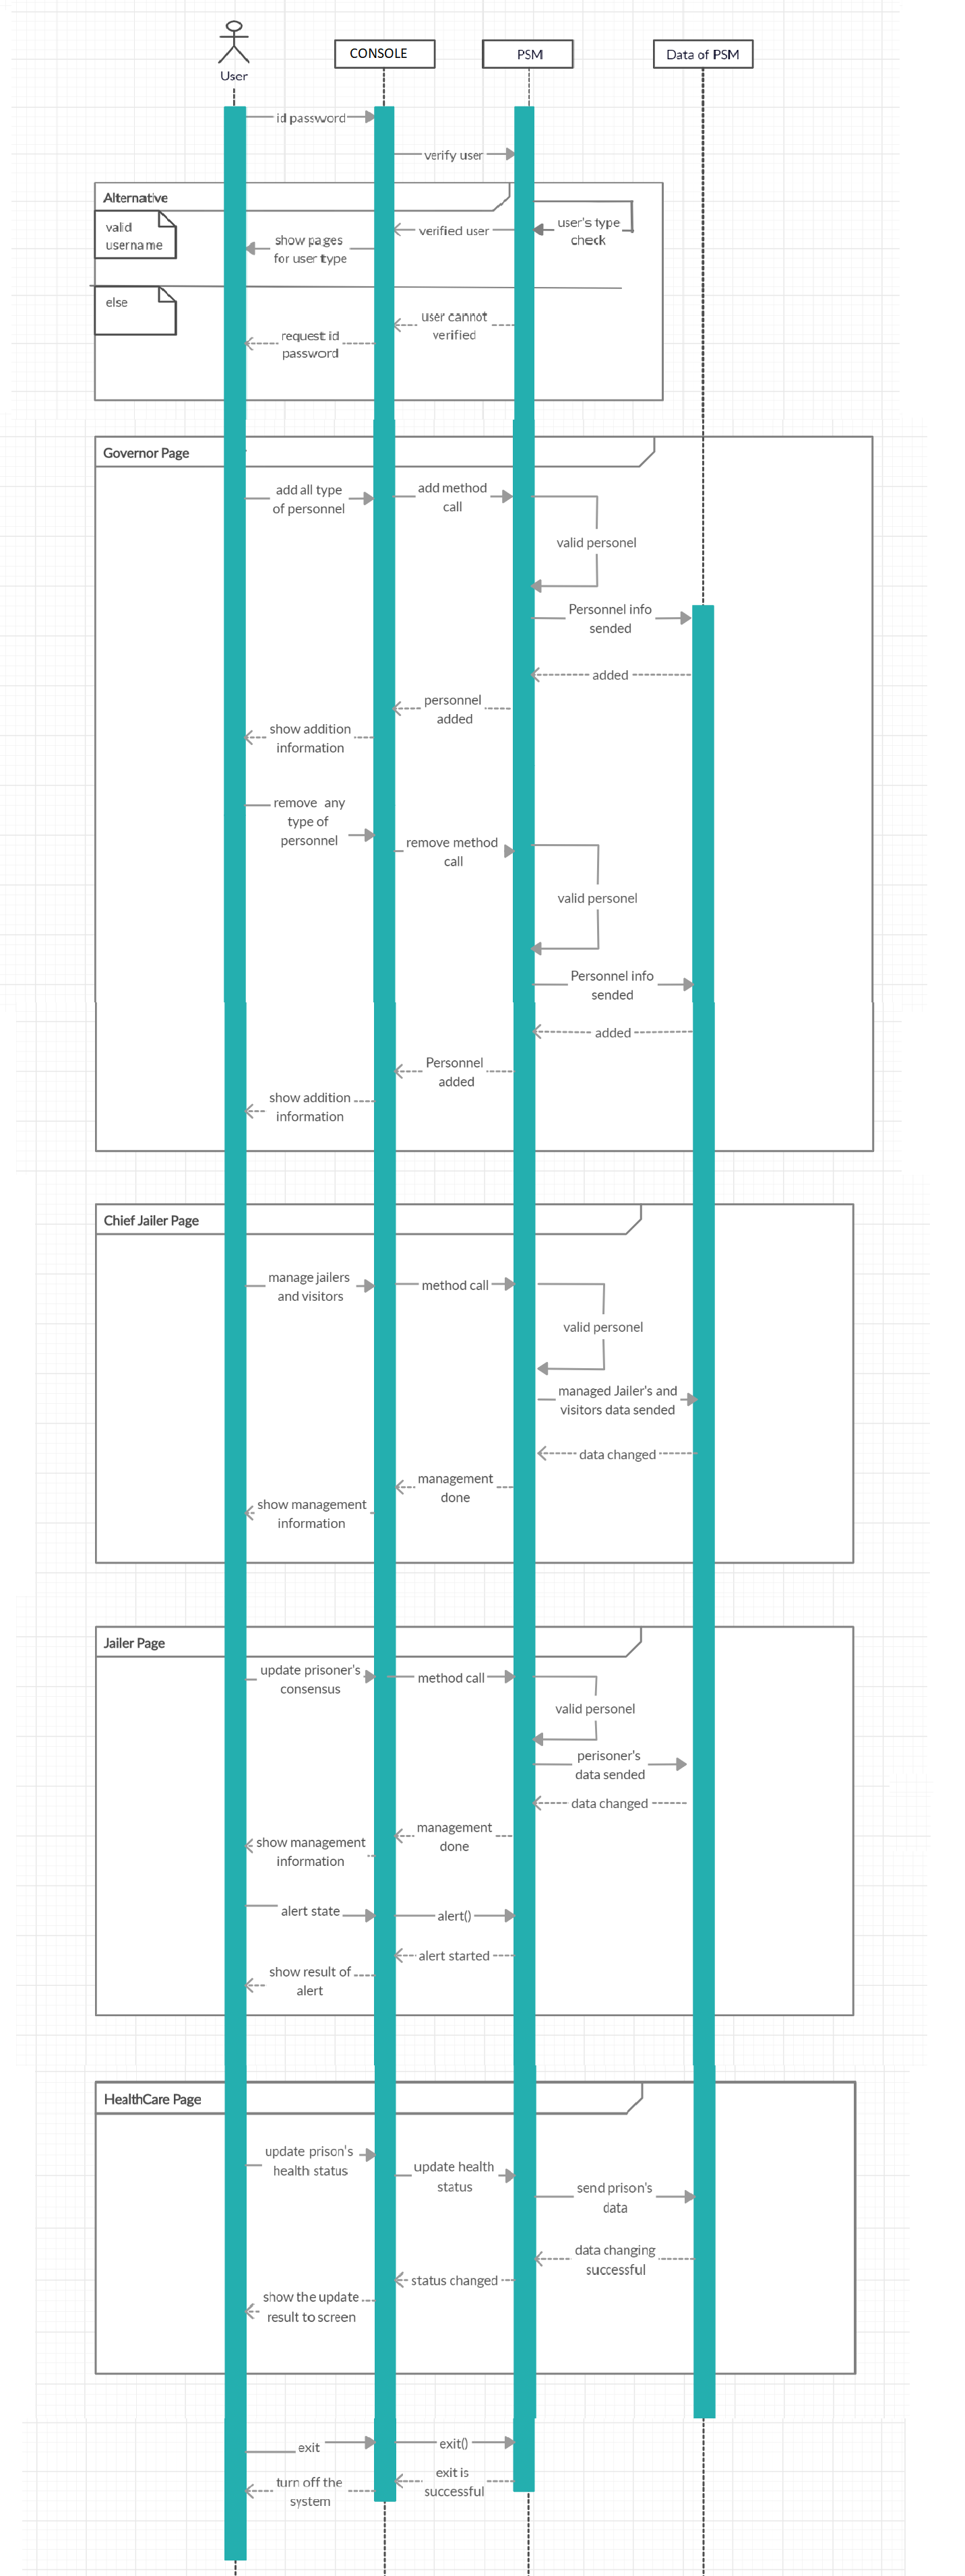 CONSOLE
PSM
Data of PSM
User
id password
verify user
Alternative
valid
username
user's type
check
verified user
show pages
for user type
else
user cannot
verified
request id
password
Governor Page
add all type
of personnel
add method
call
valid personel
Personnel info
sended
added
personnel
added
show addition
information
remove any
type of
personnel
remove method
call
valid personel
Personnel info
sended
added
Personnel
added
show addition
information
Chief Jailer Page
manage jailers
and visitors
method call
valid personel
managed Jailer's and
visitors data sended
data changed
management
done
show management
information
Jailer Page
update prisoner's
consensus
method call
valid personel
perisoner's
data sended
data changed
management
done
show management
information
alert state
alert()
alert started
show result of
alert
HealthCare Page
update prison's
health status
update health
status
send prison's
data
data changing
successful
status changed
show the update
result to screen
exit
exit()
exit is
successful
turn off the
system